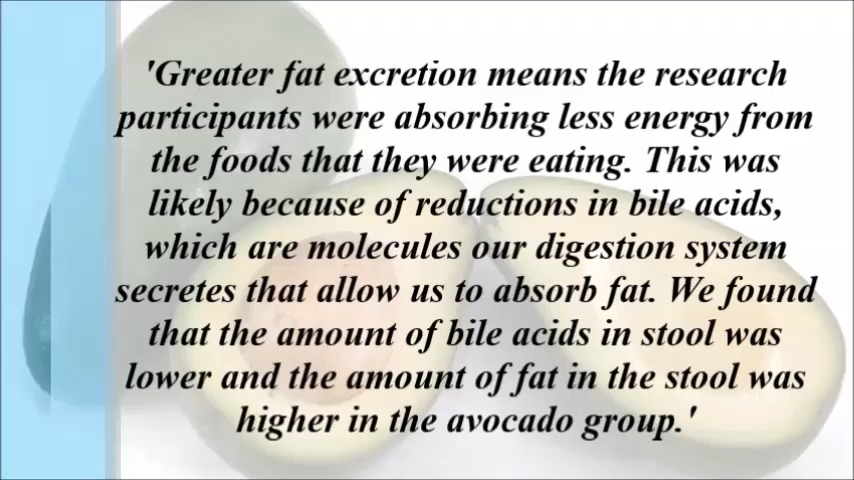 'Greater fat excretion means the research
participants were absorbing less energy from
the foods that they were eating. This was
likely because of reductions in bile acids,
which are molecules our digestion system
secretes that allow us to absorb fat. We found
that the amount of bile acids in stool was
lower and the amount of fat in the stool was
higher in the avocado group.'